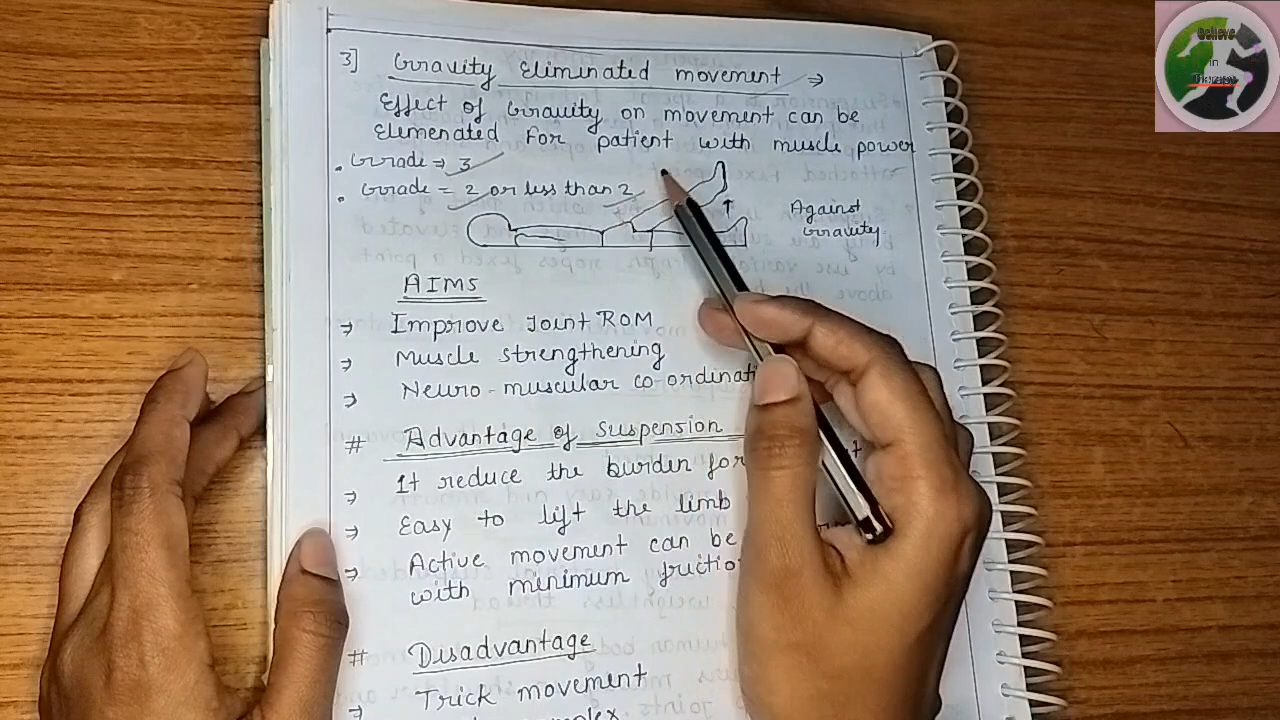 Believe
in
3] Gravity Eliminated movement →
Effect of Gravity on movement can be
Elemenated For patient with muscle power
. Grade ⇒ 3
. Grade = 2 or less than 2
Against
Gravity
AIMS
⇒ Improve Joint ROM
⇒ Muscle strengthening
⇒ Neuro-muscular co-ordinati
# Advantage of Suspension
⇒ It reduce the burden for
⇒ Easy to lift the limb
⇒ Active movement can be
with minimum frictio
# Disadvantage
⇒ Trick movement